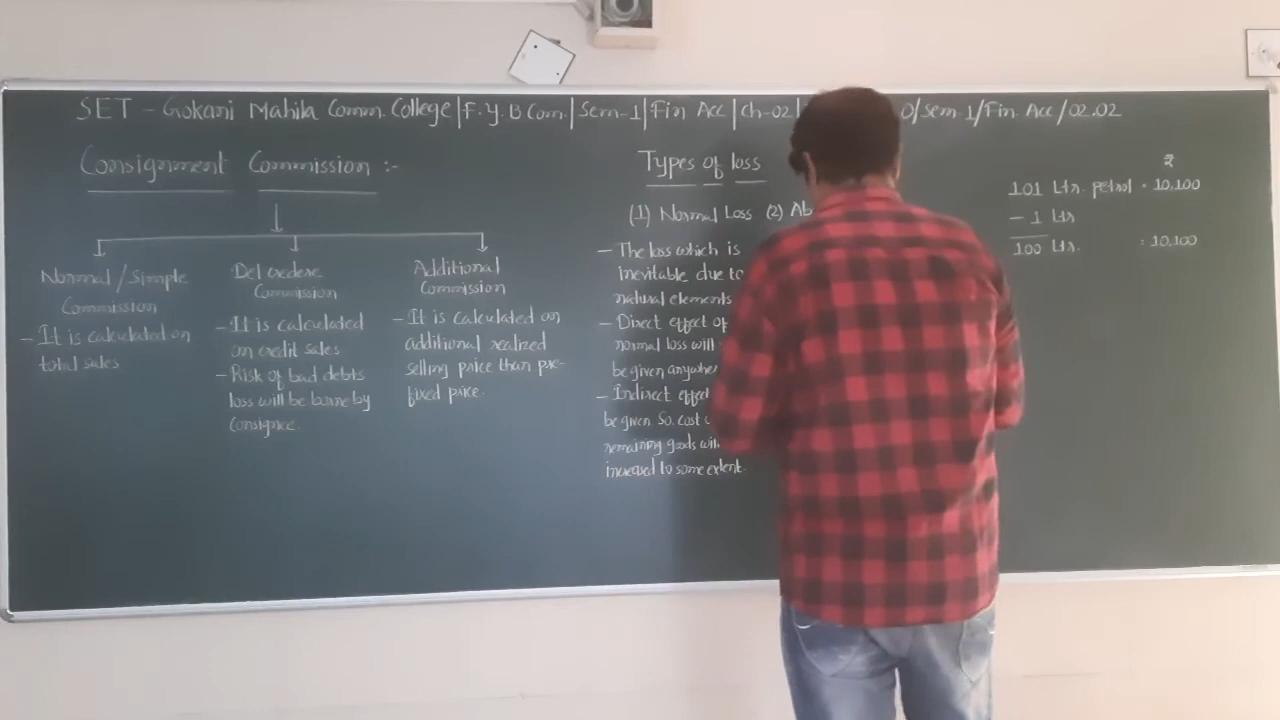 SET - Gokani Mahila Comm. College | F. Y. B Com. | Sem-1 | Fin Acc | Ch-02 | 0/Sem-1/Fin. Acc/02.02
Consignment Commission :-
Normal / Simple
Commission
- It is calculated on
total sales
Del credere
Commission
- It is calculated
on credit sales
- Risk of bad debts
loss will be borne by
consignee.
Additional
Commission
- It is calculated on
additional realized
selling price than pre-
fixed price.
Types of loss
(1) Normal Loss (2) Ab
- The loss which is
inevitable due to
natural elements
- Direct effect of
normal loss will
be given anywhere
- Indirect effect
be given. So, cost
remaining goods will
increased to some extent.
₹
101 Ltr. petrol = 10,100
- 1 Ltr
100 Ltr. = 10,100